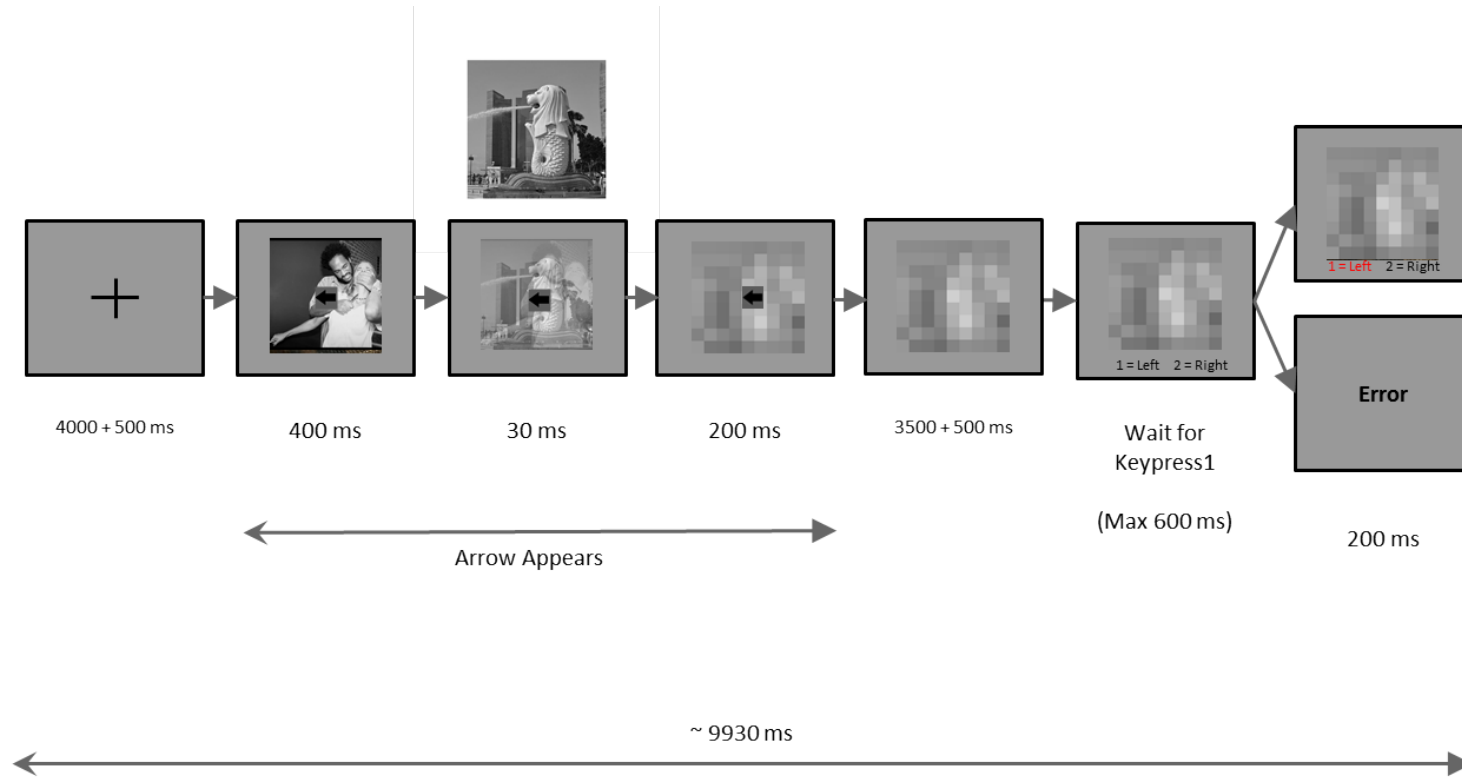 1 = Left 2 = Right
1 = Left 2 = Right
Error
4000 + 500 ms
400 ms
30 ms
200 ms
3500 + 500 ms
Wait for
Keypress1
(Max 600 ms)
200 ms
Arrow Appears
~ 9930 ms